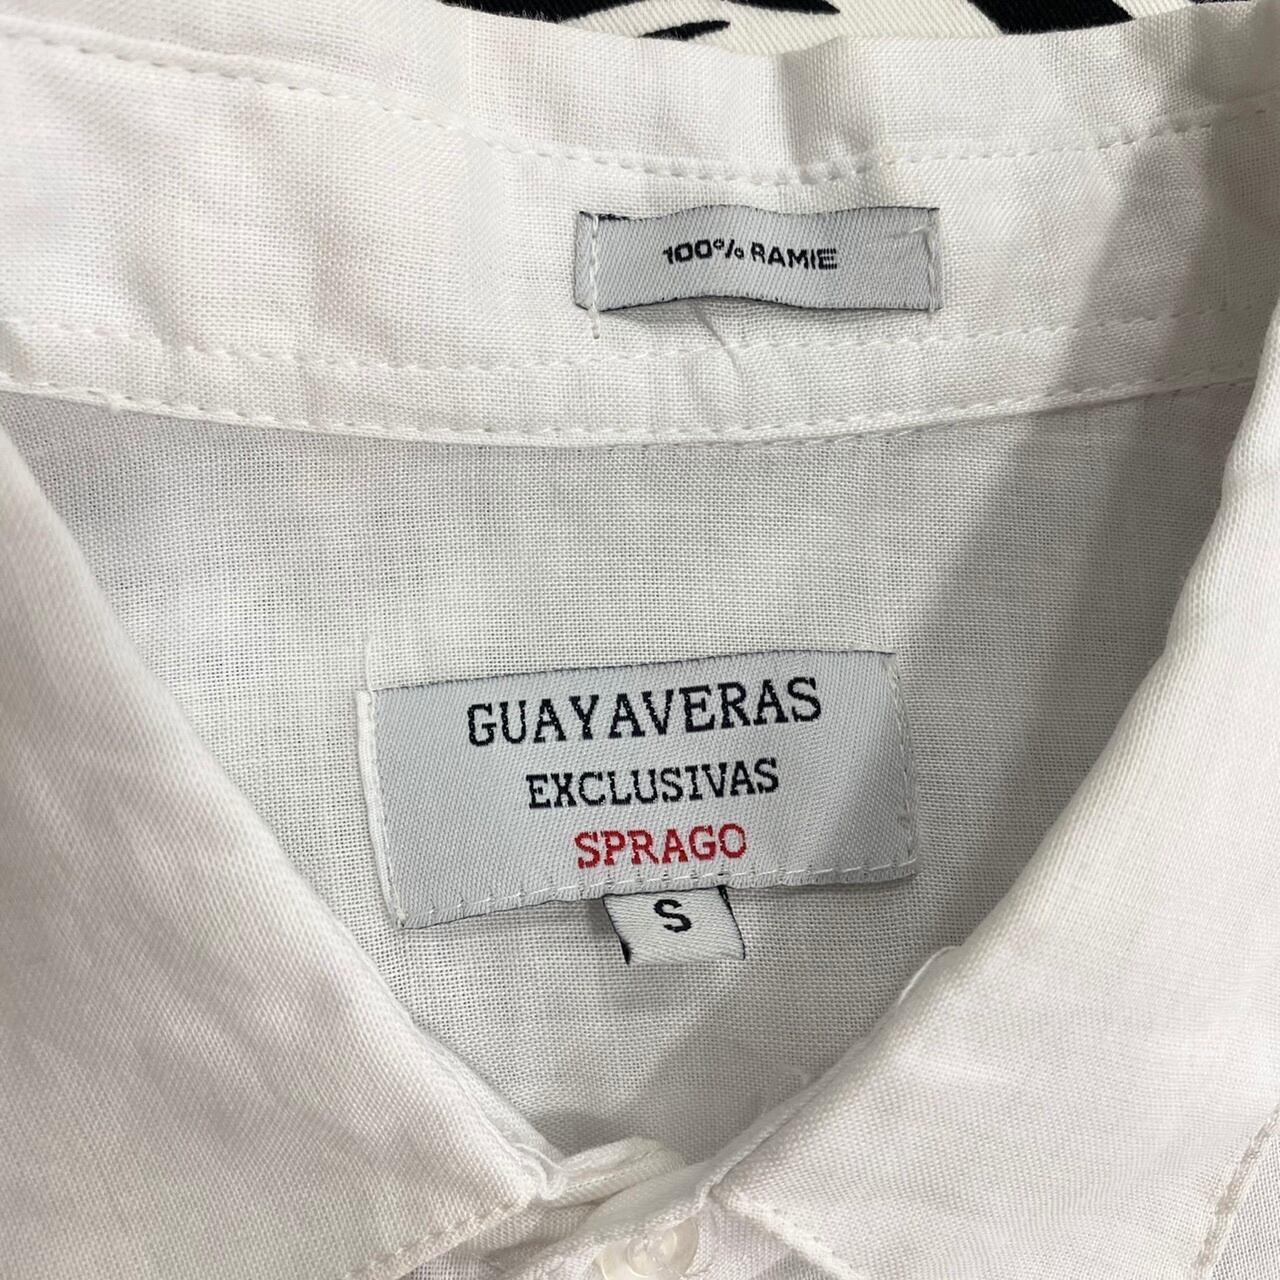 100% RAMIE
GUAYAVERAS
EXCLUSIVAS
SPRAGO
S